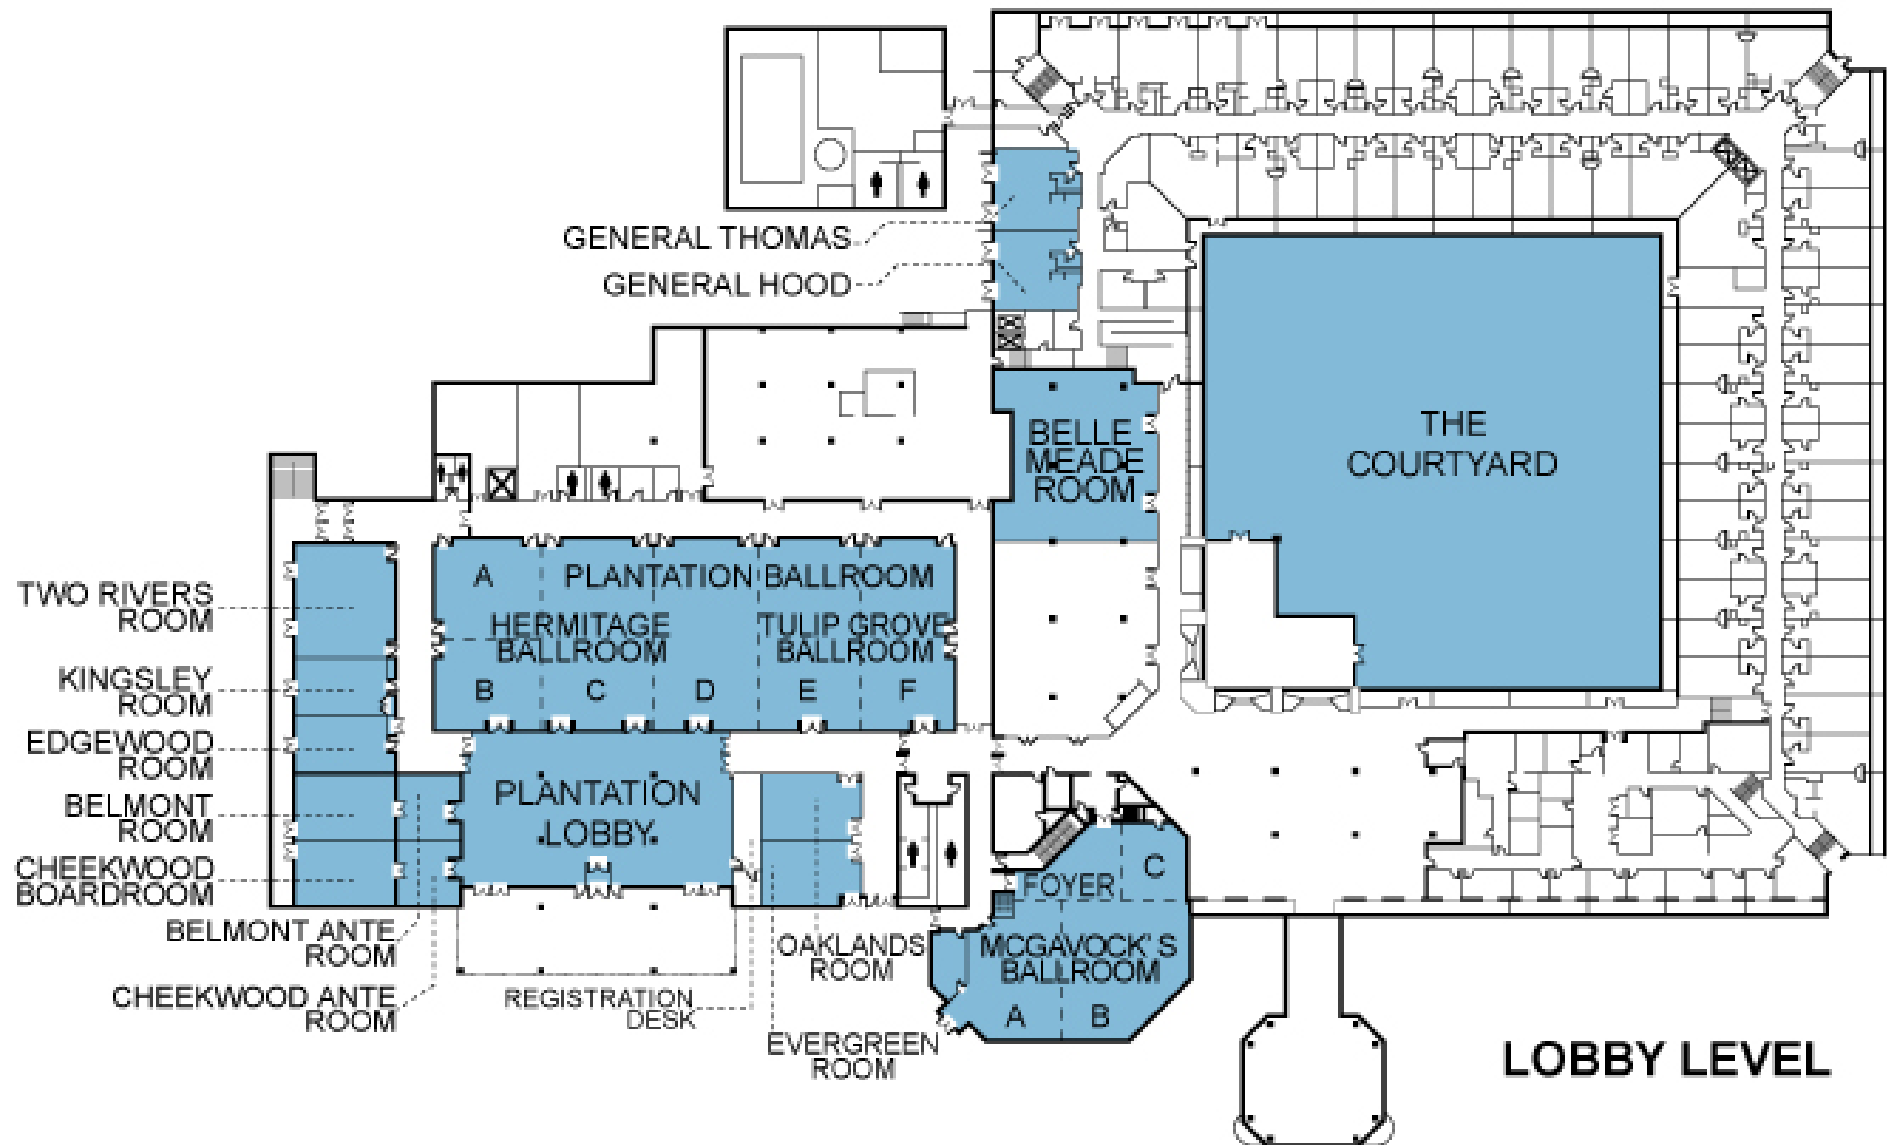 GENERAL THOMAS
GENERAL HOOD
BELLE
MEADE
ROOM
THE
COURTYARD
TWO RIVERS
ROOM
KINGSLEY
ROOM
EDGEWOOD
ROOM
BELMONT
ROOM
CHEEKWOOD
BOARDROOM
BELMONT ANTE
ROOM
CHEEKWOOD ANTE
ROOM
A
PLANTATION BALLROOM
HERMITAGE
BALLROOM
TULIP GROVE
BALLROOM
B
C
D
E
F
PLANTATION
LOBBY
REGISTRATION
DESK
OAKLANDS
ROOM
EVERGREEN
ROOM
C
FOYER
MCGAVOCK'S
BALLROOM
A
B
LOBBY LEVEL